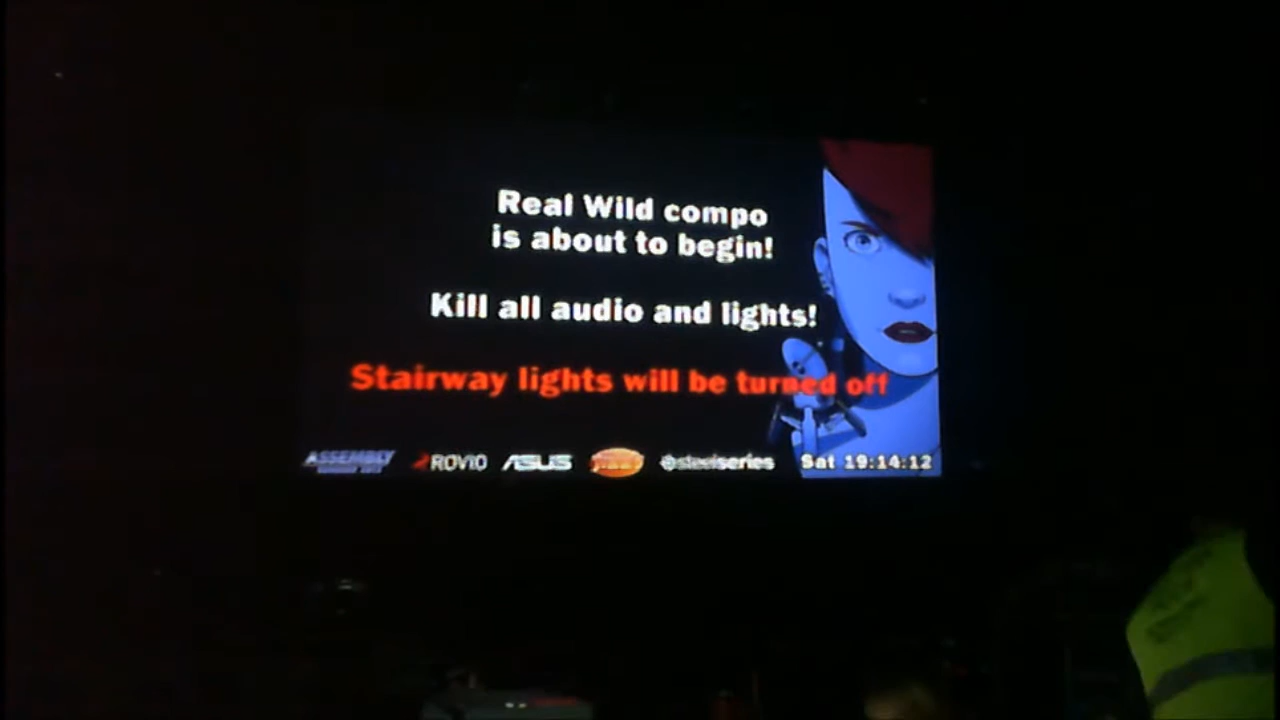 Real Wild compo
is about to begin!
Kill all audio and lights!
Stairway lights will be turned off
ASSEMBLY ROVIO ASUS steelseries Sat 19:14:12